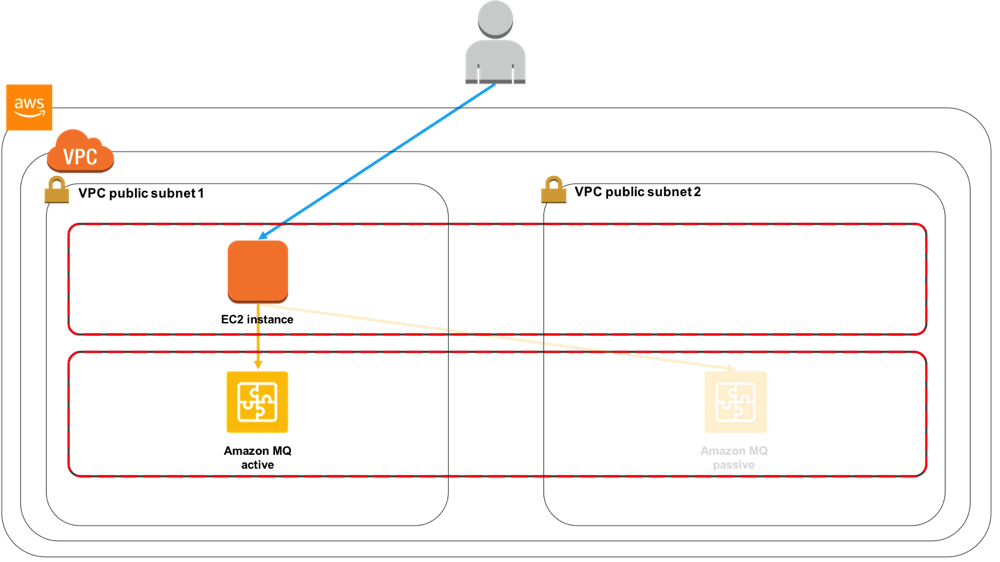 aws
VPC
VPC public subnet 1
VPC public subnet 2
EC2 instance
Amazon MQ
active
Amazon MQ
passive